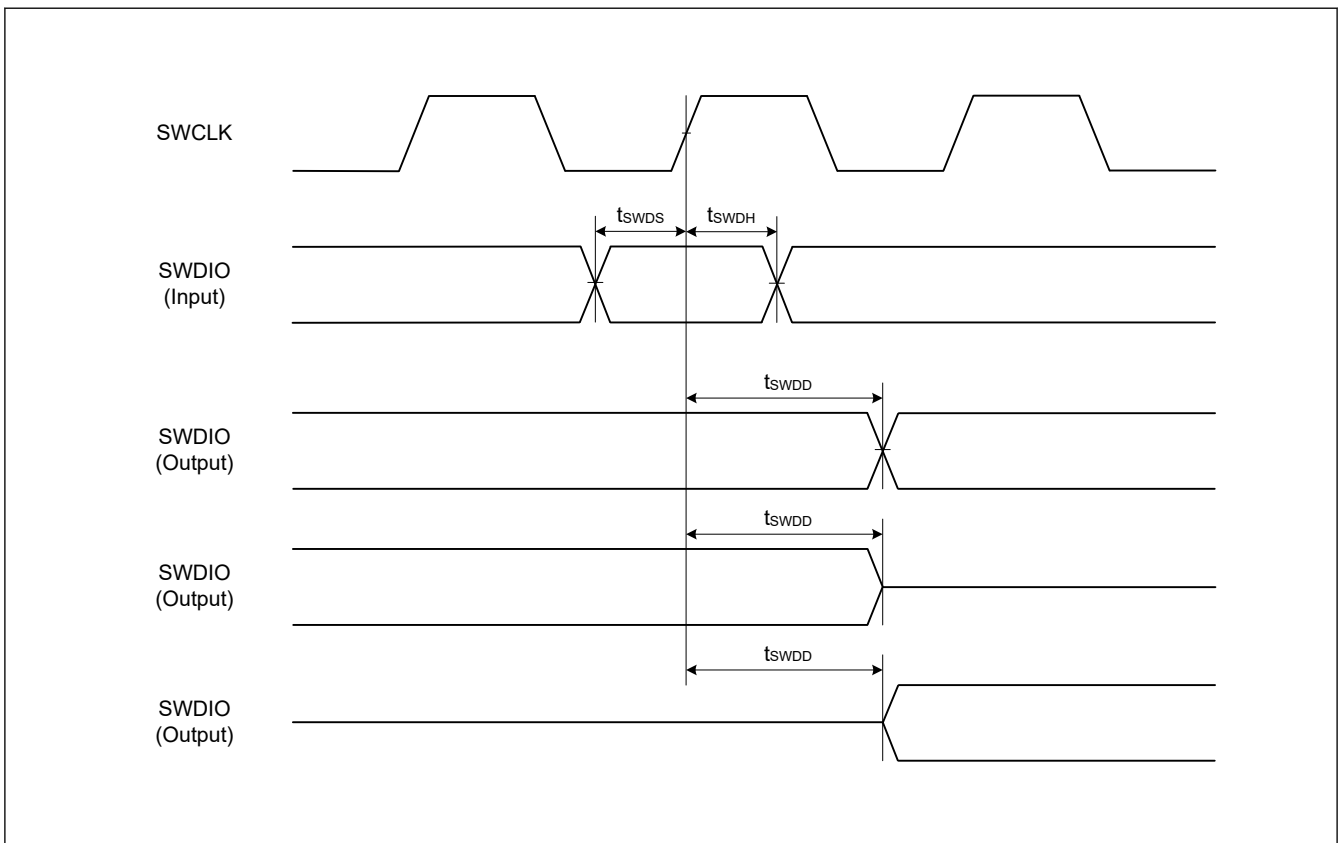 SWCLK
tSWDS
tSWDH
SWDIO
(Input)
tSWDD
SWDIO
(Output)
tSWDD
SWDIO
(Output)
tSWDD
SWDIO
(Output)